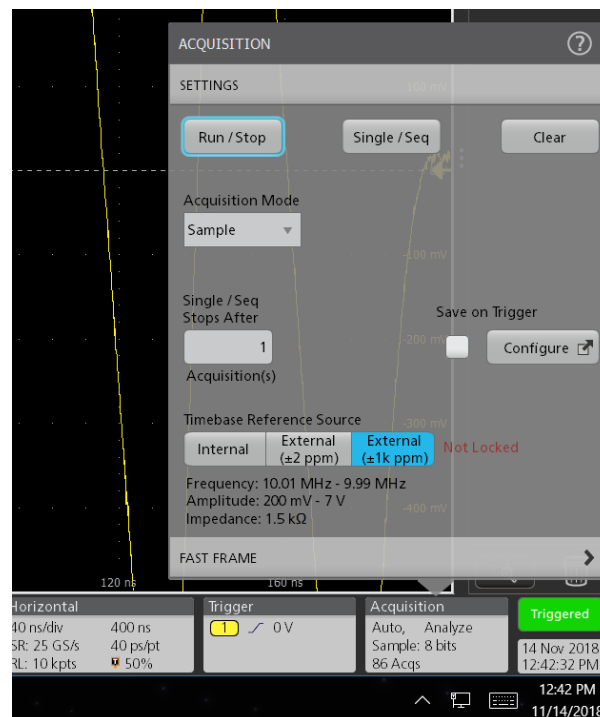 ACQUISITION
?
SETTINGS
100 mV
Run / Stop
Single / Seq
Clear
Acquisition Mode
Sample
-100 mV
Single / Seq
Stops After
Save on Trigger
1
-200 mV
Configure
Acquisition(s)
Timebase Reference Source
-300 mV
Internal
External
(±2 ppm)
External
(±1k ppm)
Not Locked
Frequency: 10.01 MHz - 9.99 MHz
Amplitude: 200 mV - 7 V
Impedance: 1.5 kΩ
-400 mV
FAST FRAME
120 ns
160 ns
Horizontal
40 ns/div
400 ns
SR: 25 GS/s
40 ps/pt
RL: 10 kpts
50%
Trigger
1
0 V
Acquisition
Auto, Analyze
Sample: 8 bits
86 Acqs
Triggered
14 Nov 2018
12:42:32 PM
12:42 PM
11/14/2018